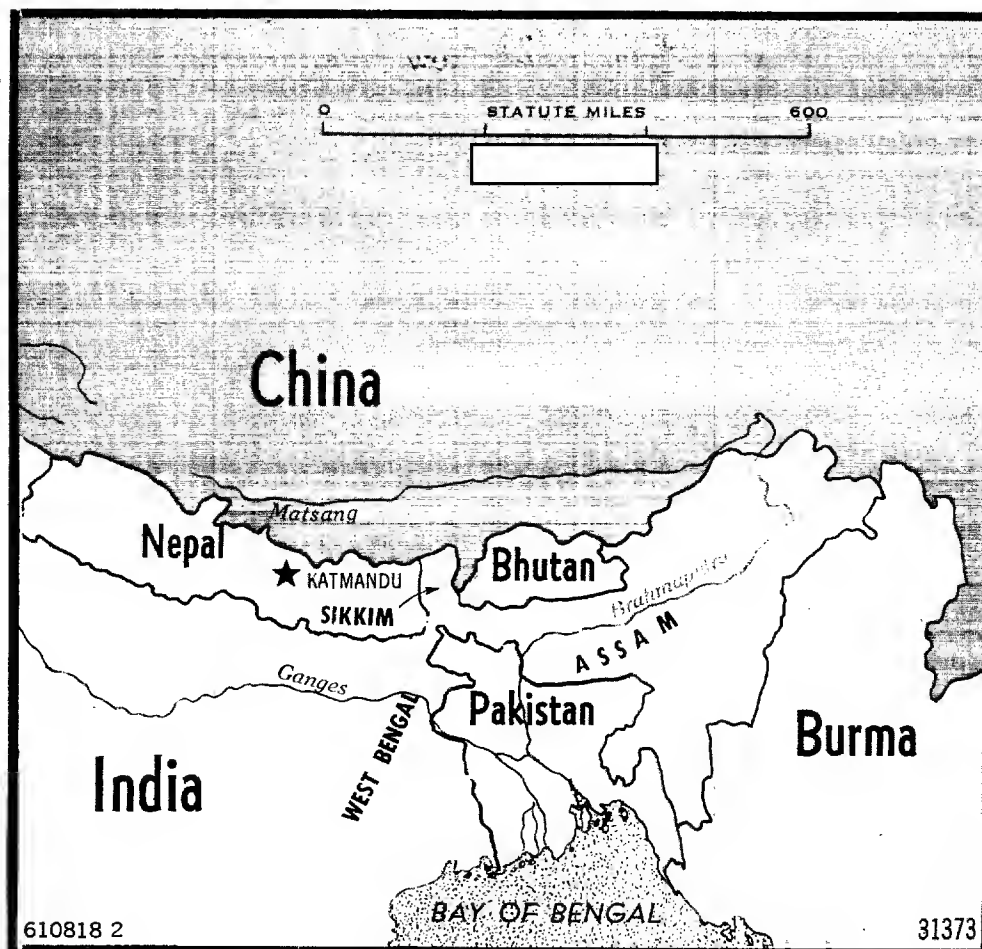 0 STATUTE MILES 600
China
Matsang
Nepal
Bhutan
KATMANDU
SIKKIM
Brahmaputra
ASSAM
Ganges
Pakistan
WEST BENGAL
Burma
India
BAY OF BENGAL
610818 2
31373